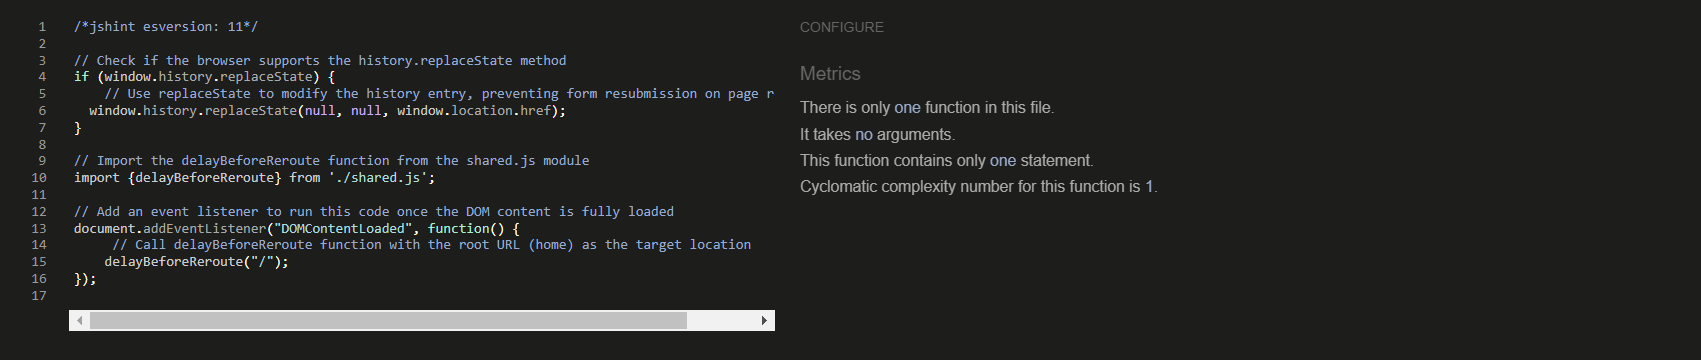 1 /*jshint esversion: 11*/
2
3 // Check if the browser supports the history.replaceState method
4 if (window.history.replaceState) {
5 // Use replaceState to modify the history entry, preventing form resubmission on page r
6 window.history.replaceState(null, null, window.location.href);
7 }
8
9 // Import the delayBeforeReroute function from the shared.js module
10 import {delayBeforeReroute} from './shared.js';
11
12 // Add an event listener to run this code once the DOM content is fully loaded
13 document.addEventListener("DOMContentLoaded", function() {
14 // Call delayBeforeReroute function with the root URL (home) as the target location
15 delayBeforeReroute("/");
16 });
17
CONFIGURE
Metrics
There is only one function in this file.
It takes no arguments.
This function contains only one statement.
Cyclomatic complexity number for this function is 1.